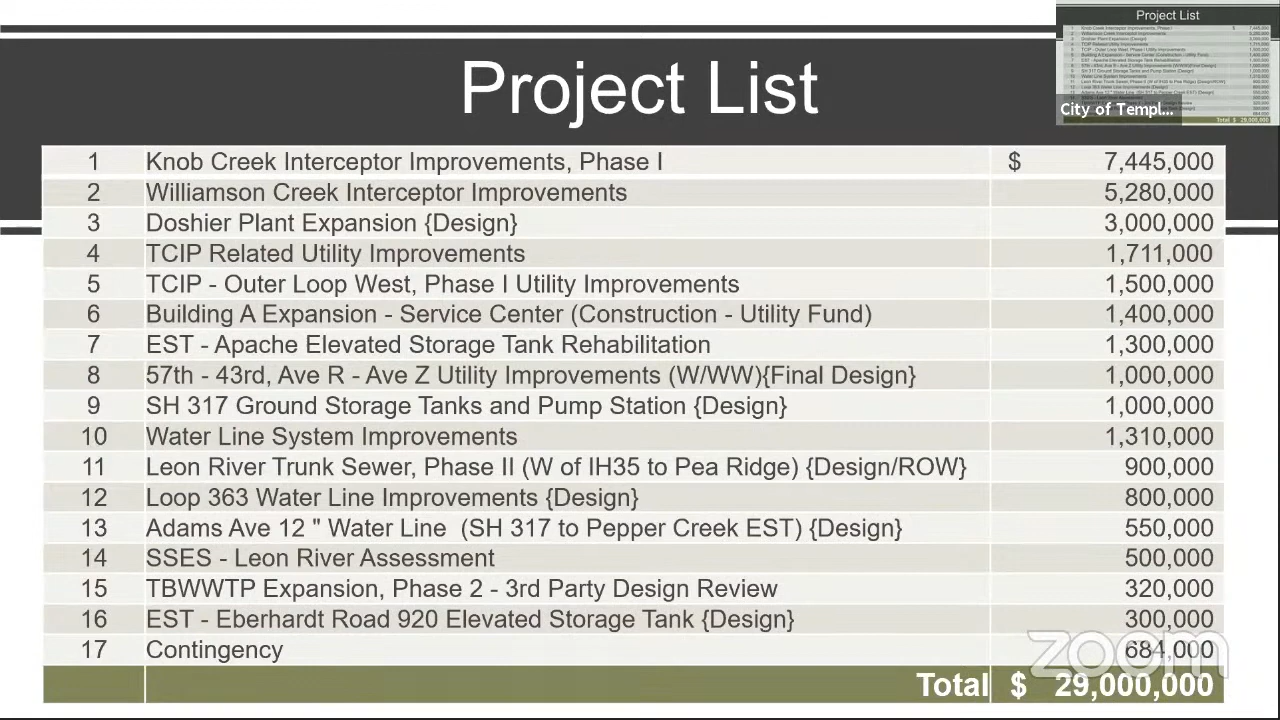 Project List
1 Knob Creek Interceptor Improvements, Phase I $ 7,445,000
2 Williamson Creek Interceptor Improvements 5,280,000
3 Doshier Plant Expansion {Design} 3,000,000
4 TCIP Related Utility Improvements 1,711,000
5 TCIP - Outer Loop West, Phase I Utility Improvements 1,500,000
6 Building A Expansion - Service Center (Construction - Utility Fund) 1,400,000
7 EST - Apache Elevated Storage Tank Rehabilitation 1,300,000
8 57th - 43rd, Ave R - Ave Z Utility Improvements (W/WW){Final Design} 1,000,000
9 SH 317 Ground Storage Tanks and Pump Station {Design} 1,000,000
10 Water Line System Improvements 1,310,000
11 Leon River Trunk Sewer, Phase II (W of IH35 to Pea Ridge) {Design/ROW} 900,000
12 Loop 363 Water Line Improvements {Design} 800,000
13 Adams Ave 12 " Water Line (SH 317 to Pepper Creek EST) {Design} 550,000
14 SSES - Leon River Assessment 500,000
15 TBWWTP Expansion, Phase 2 - 3rd Party Design Review 320,000
16 EST - Eberhardt Road 920 Elevated Storage Tank {Design} 300,000
17 Contingency 684,000
Total $ 29,000,000
zoom
Project List
City of Templ...
Total $ 29,000,000